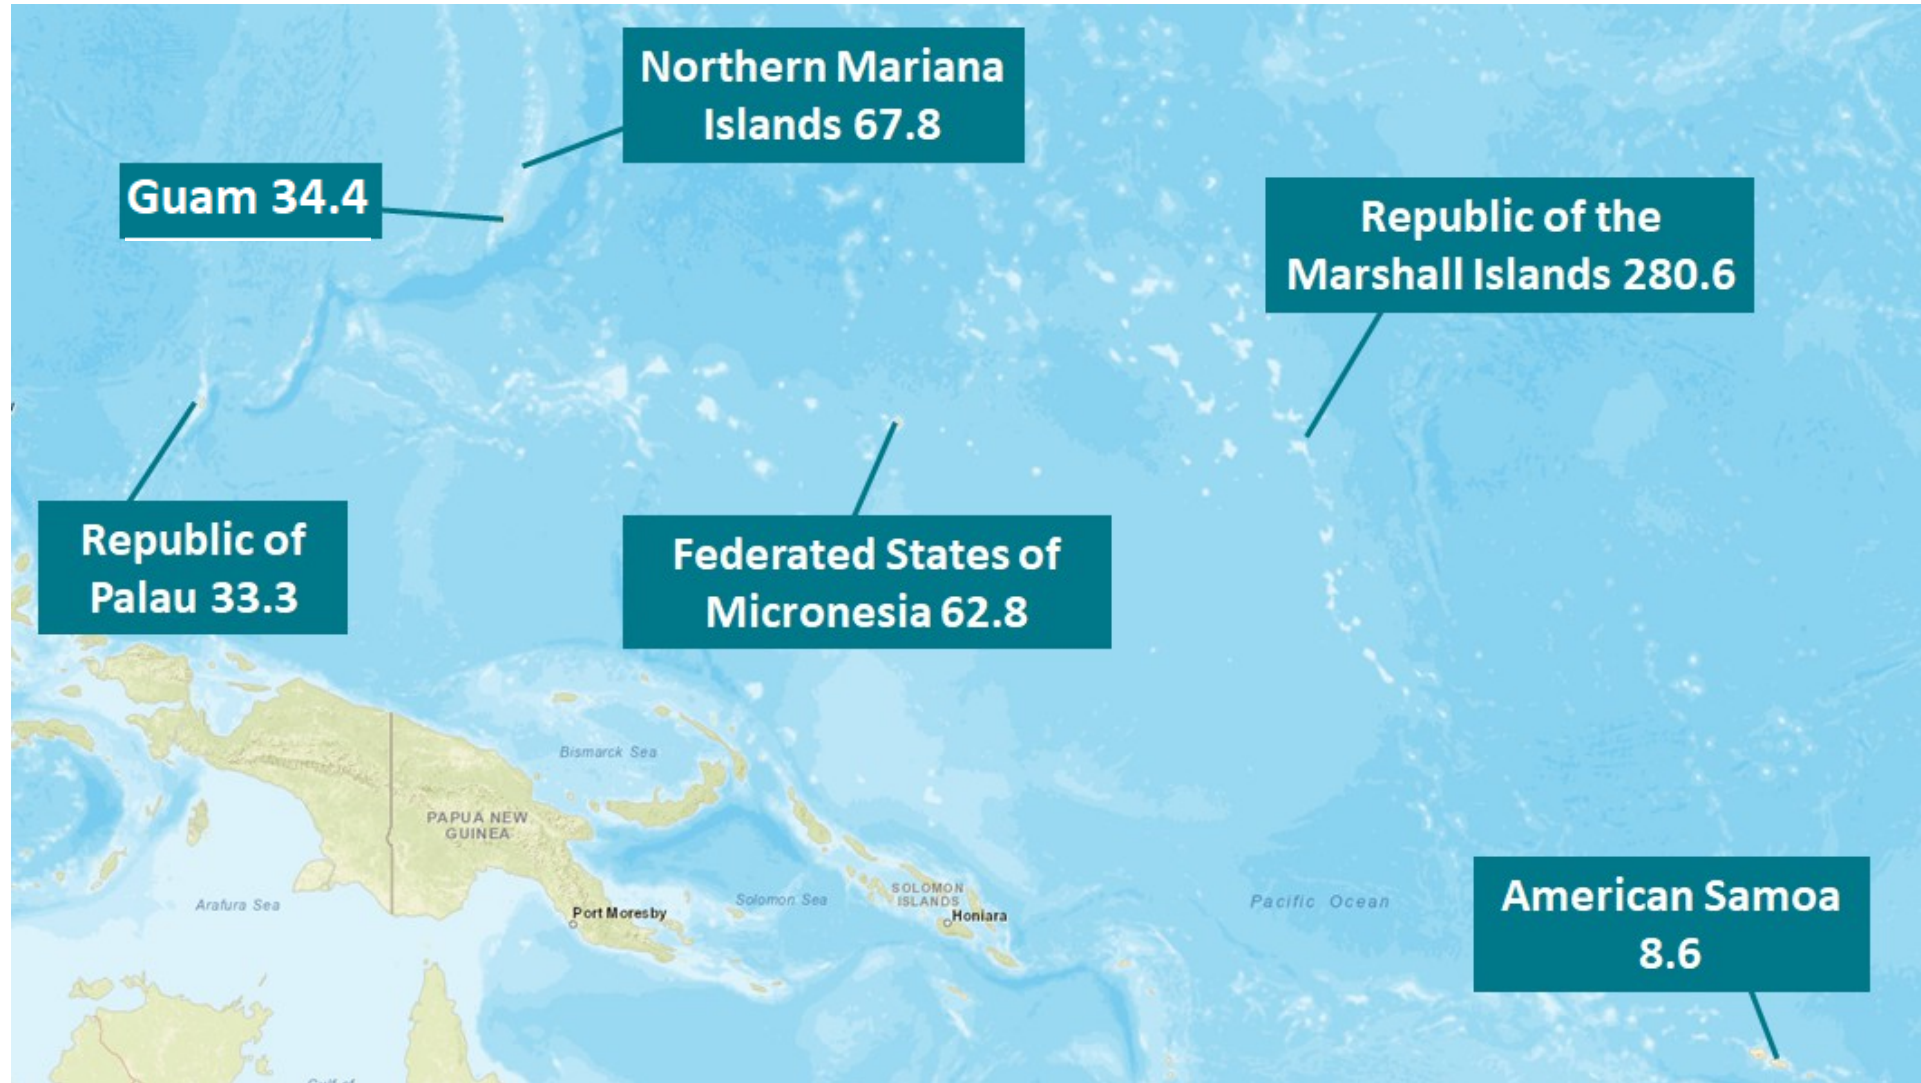 Northern Mariana
Islands 67.8
Guam 34.4
Republic of the
Marshall Islands 280.6
Republic of
Palau 33.3
Federated States of
Micronesia 62.8
Bismarck Sea
PAPUA NEW
GUINEA
Arafura Sea
Port Moresby
Solomon Sea
SOLOMON
ISLANDS
Honiara
Pacific Ocean
American Samoa
8.6